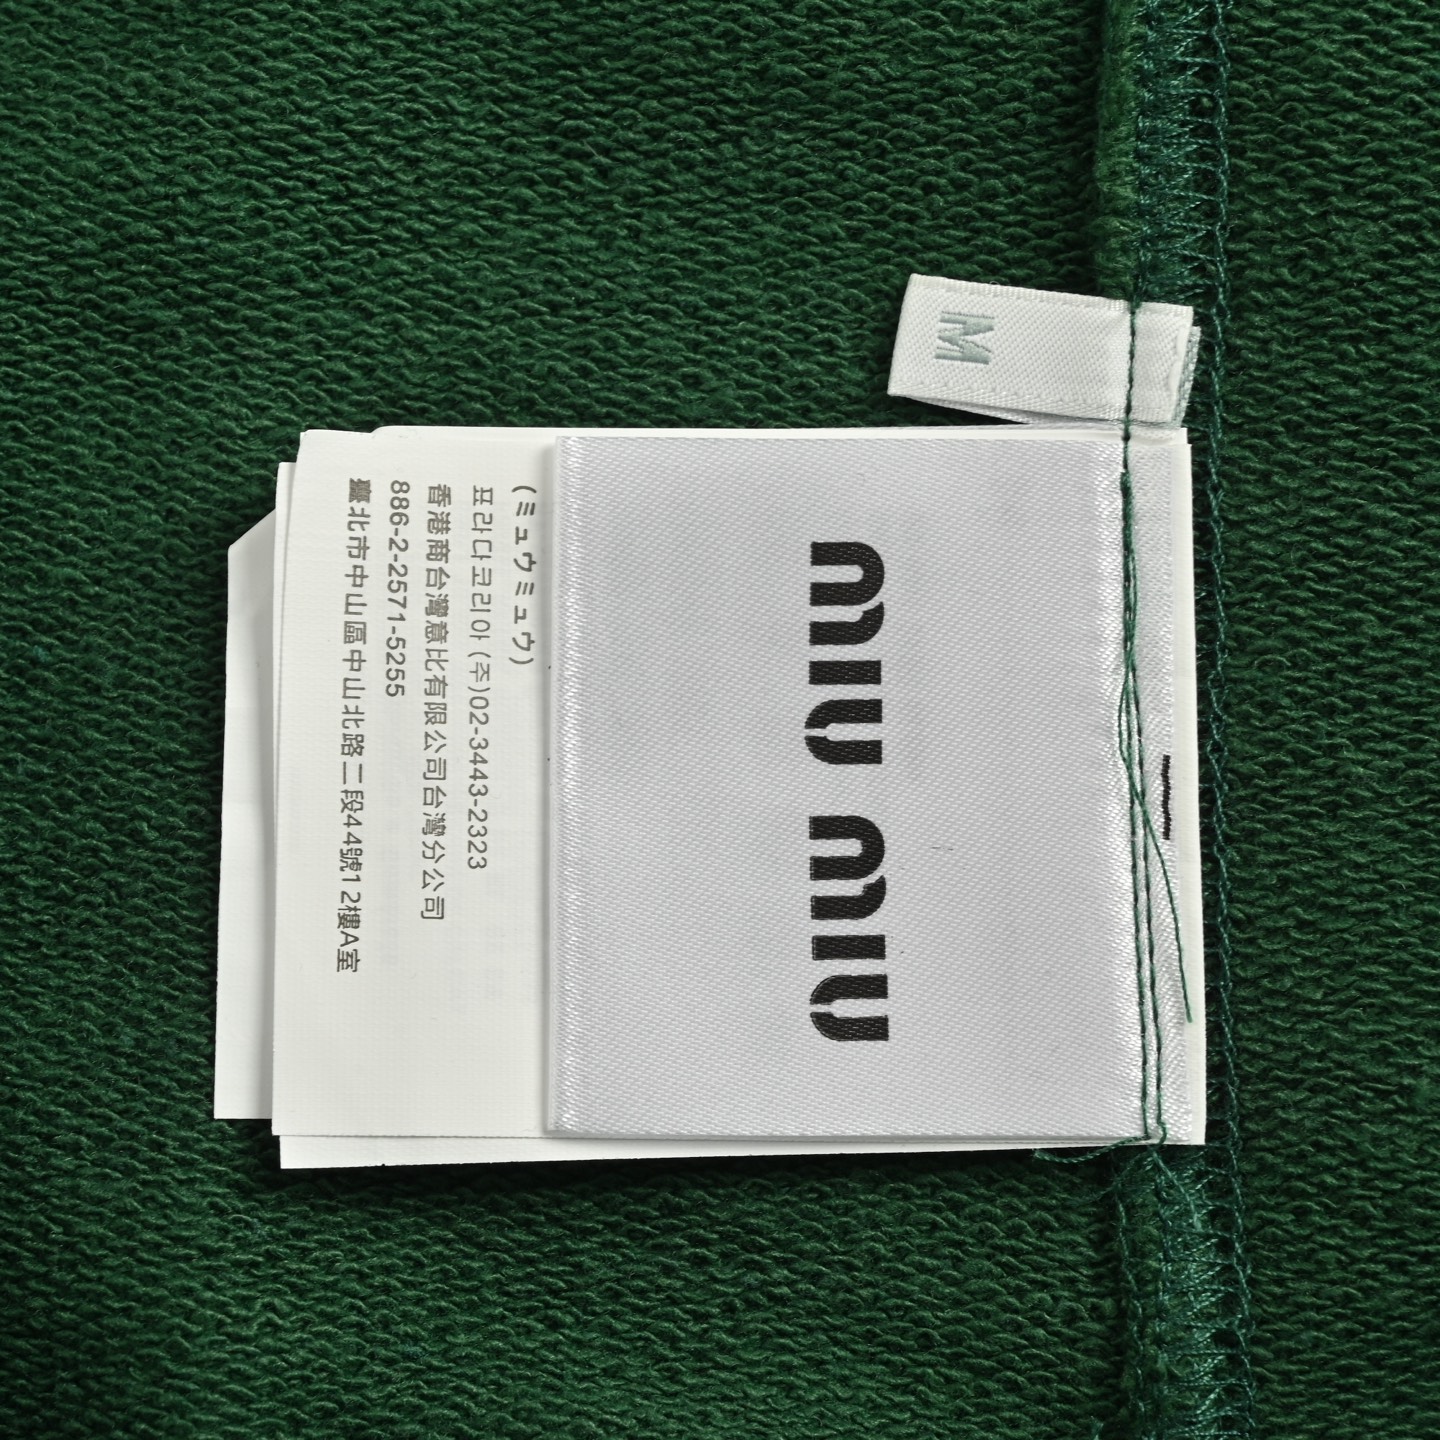 M
miu miu
(ミュウミュウ)
프라다코리아 (주)02-3443-2323
香港商台灣意比有限公司台灣分公司
886-2-2571-5255
臺北市中山區中山北路二段44號12樓A室